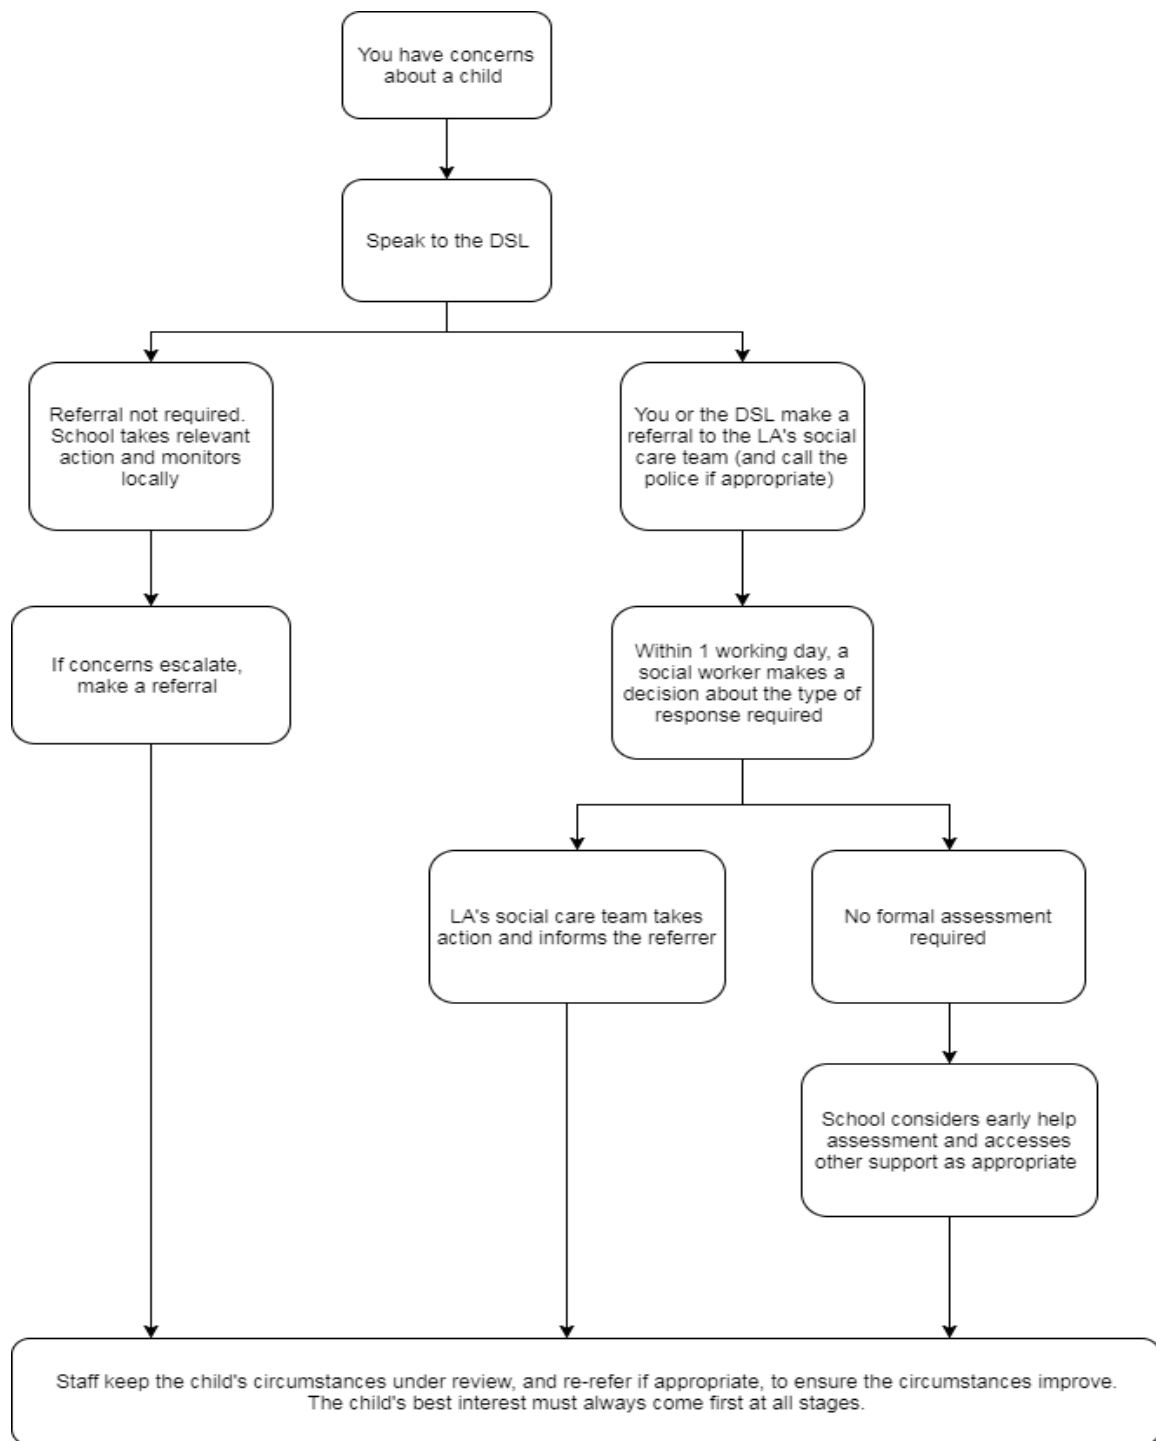 You have concerns
about a child
Speak to the DSL
Referral not required.
School takes relevant
action and monitors
locally
You or the DSL make a
referral to the LA's social
care team (and call the
police if appropriate)
If concerns escalate,
make a referral
Within 1 working day, a
social worker makes a
decision about the type of
response required
LA's social care team takes
action and informs the referrer
No formal assessment
required
School considers early help
assessment and accesses
other support as appropriate
Staff keep the child's circumstances under review, and re-refer if appropriate, to ensure the circumstances improve.
The child's best interest must always come first at all stages.